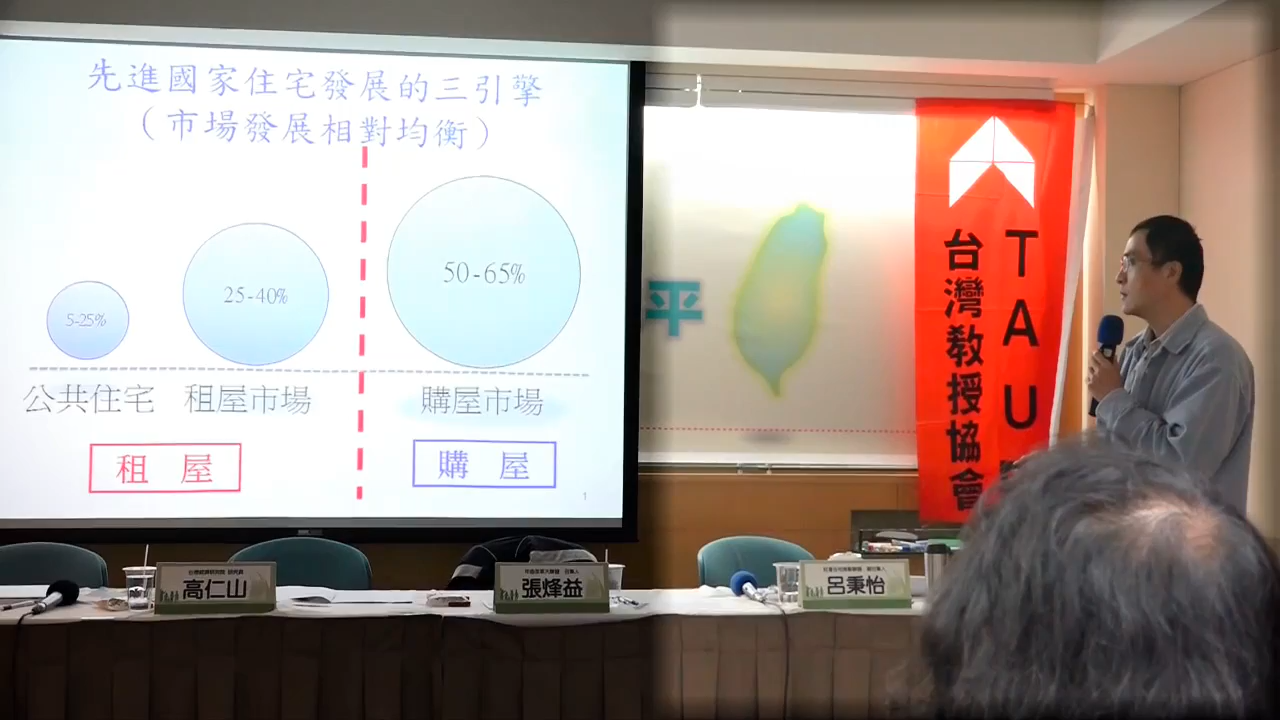 先進國家住宅發展的三引擎
(市場發展相對均衡)
5-25%
25-40%
50-65%
公共住宅
租屋市場
購屋市場
租 屋
購 屋
1
平
TAU
台灣教授協會
高仁山
張烽益
呂秉怡